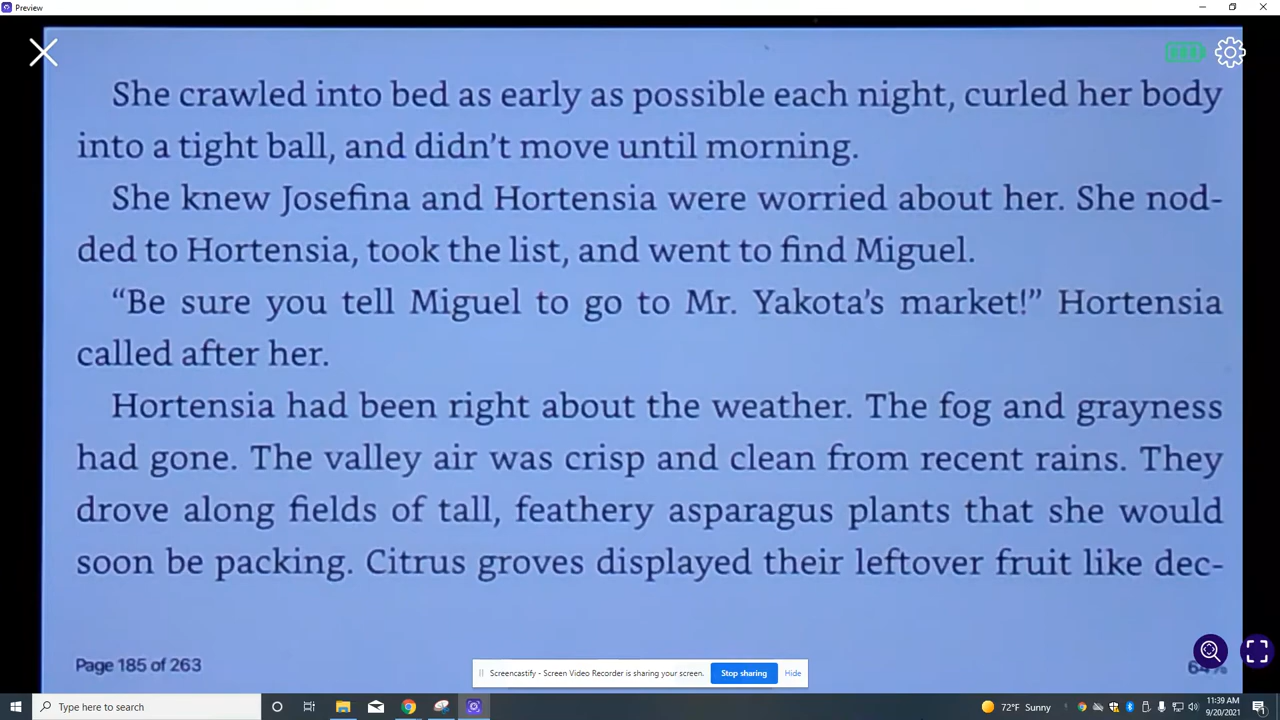 Preview
She crawled into bed as early as possible each night, curled her body
into a tight ball, and didn't move until morning.
She knew Josefina and Hortensia were worried about her. She nod-
ded to Hortensia, took the list, and went to find Miguel.
“Be sure you tell Miguel to go to Mr. Yakota's market!” Hortensia
called after her.
Hortensia had been right about the weather. The fog and grayness
had gone. The valley air was crisp and clean from recent rains. They
drove along fields of tall, feathery asparagus plants that she would
soon be packing. Citrus groves displayed their leftover fruit like dec-
Page 185 of 263
64%
Screencastify - Screen Video Recorder is sharing your screen.
Stop sharing
Hide
Type here to search
72°F Sunny
11:39 AM
9/20/2021